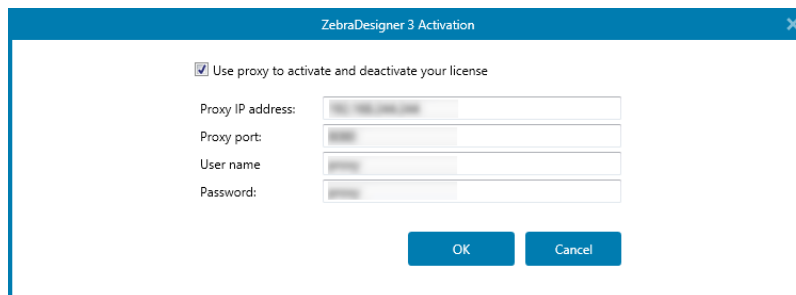 ZebraDesigner 3 Activation
Use proxy to activate and deactivate your license
Proxy IP address:
Proxy port:
User name
Password:
OK Cancel